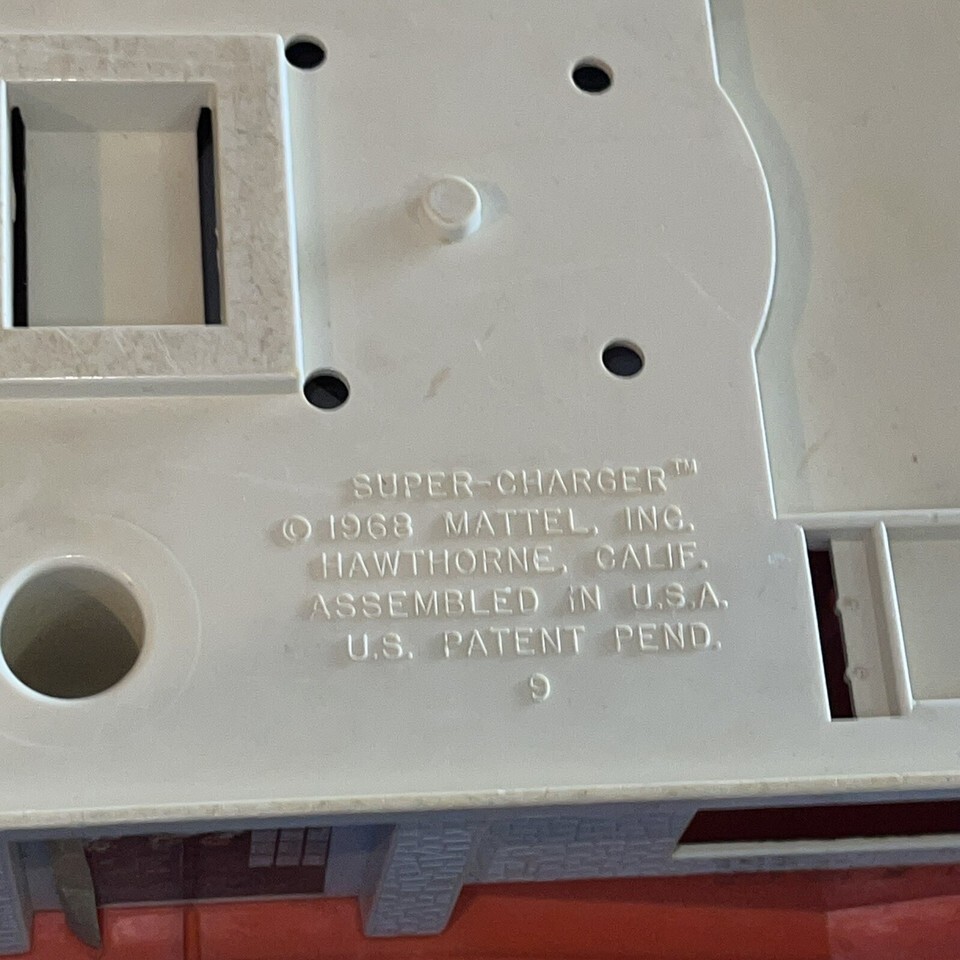 SUPER-CHARGER™
© 1968 MATTEL, INC.
HAWTHORNE, CALIF.
ASSEMBLED IN U.S.A.
U.S. PATENT PEND.
9